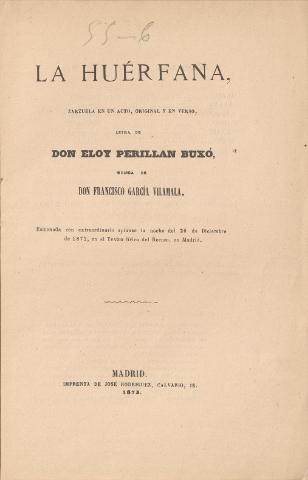 55-6
LA HUÉRFANA,
ZARZUELA EN UN ACTO, ORIGINAL Y EN VERSO,
LETRA DE
DON ELOY PERILLAN BUXÓ,
MÚSICA DE
DON FRANCISCO GARCÍA VILAMALA.
Estrenada con extraordinario aplauso la noche del 20 de Diciembre
de 1872, en el Teatro lírico del Recreo, en Madrid.
MADRID.
IMPRENTA DE JOSÉ RODRIGUEZ, CALVARIO, 18.
1873.